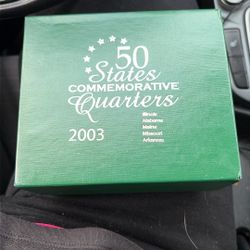 50
States
COMMEMORATIVE
Quarters
2003
Illinois
Alabama
Maine
Missouri
Arkansas